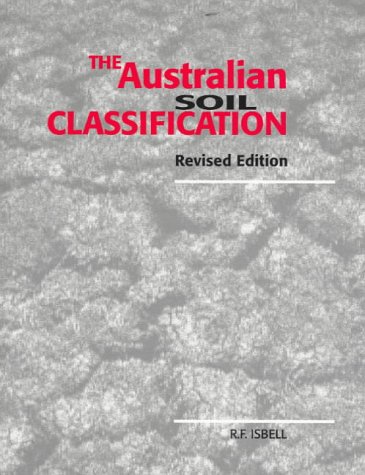 THE Australian
SOIL
CLASSIFICATION
Revised Edition
R.F. ISBELL